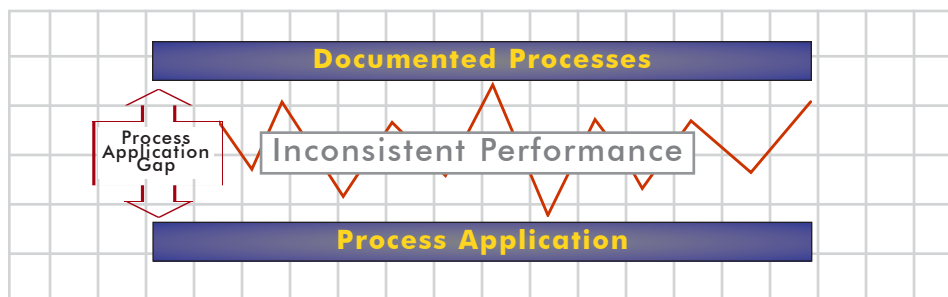 Documented Processes
Process
Application
Gap
Inconsistent Performance
Process Application